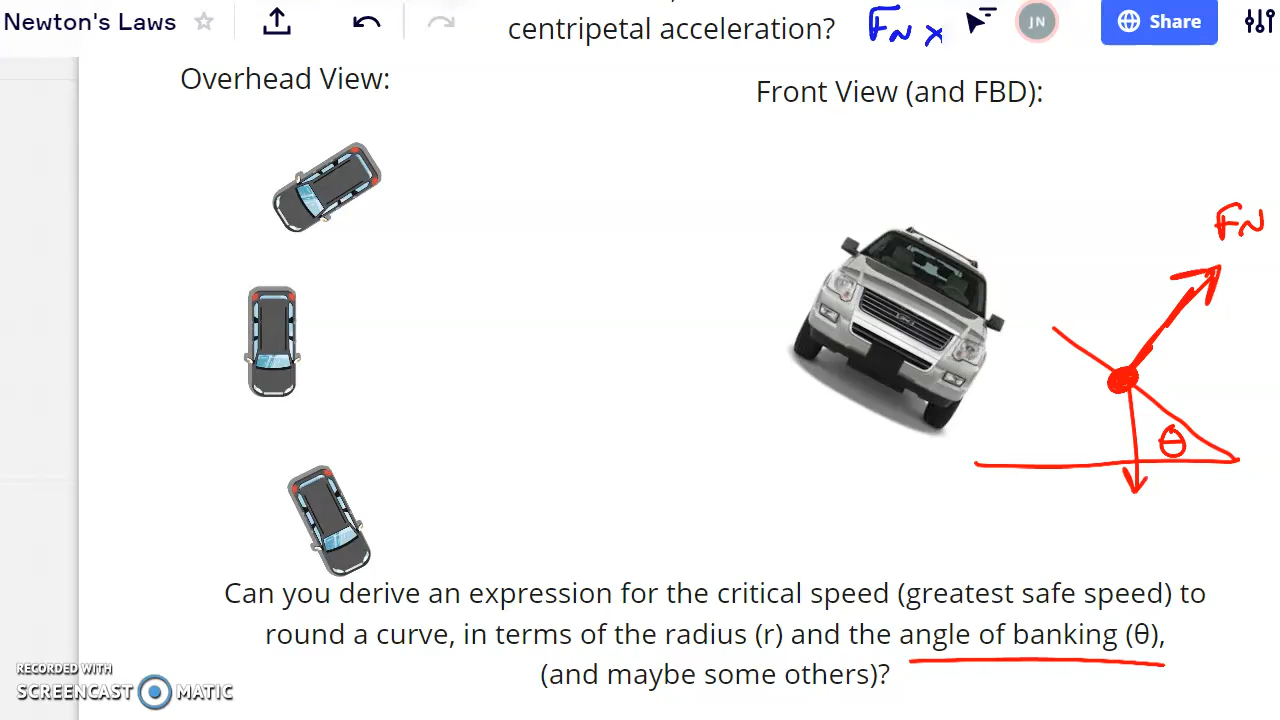 Newton's Laws
JN
Share
centripetal acceleration?
FN x
Overhead View:
Front View (and FBD):
FN
θ
Can you derive an expression for the critical speed (greatest safe speed) to
round a curve, in terms of the radius (r) and the angle of banking (θ),
(and maybe some others)?
RECORDED WITH
SCREENCAST MATIC